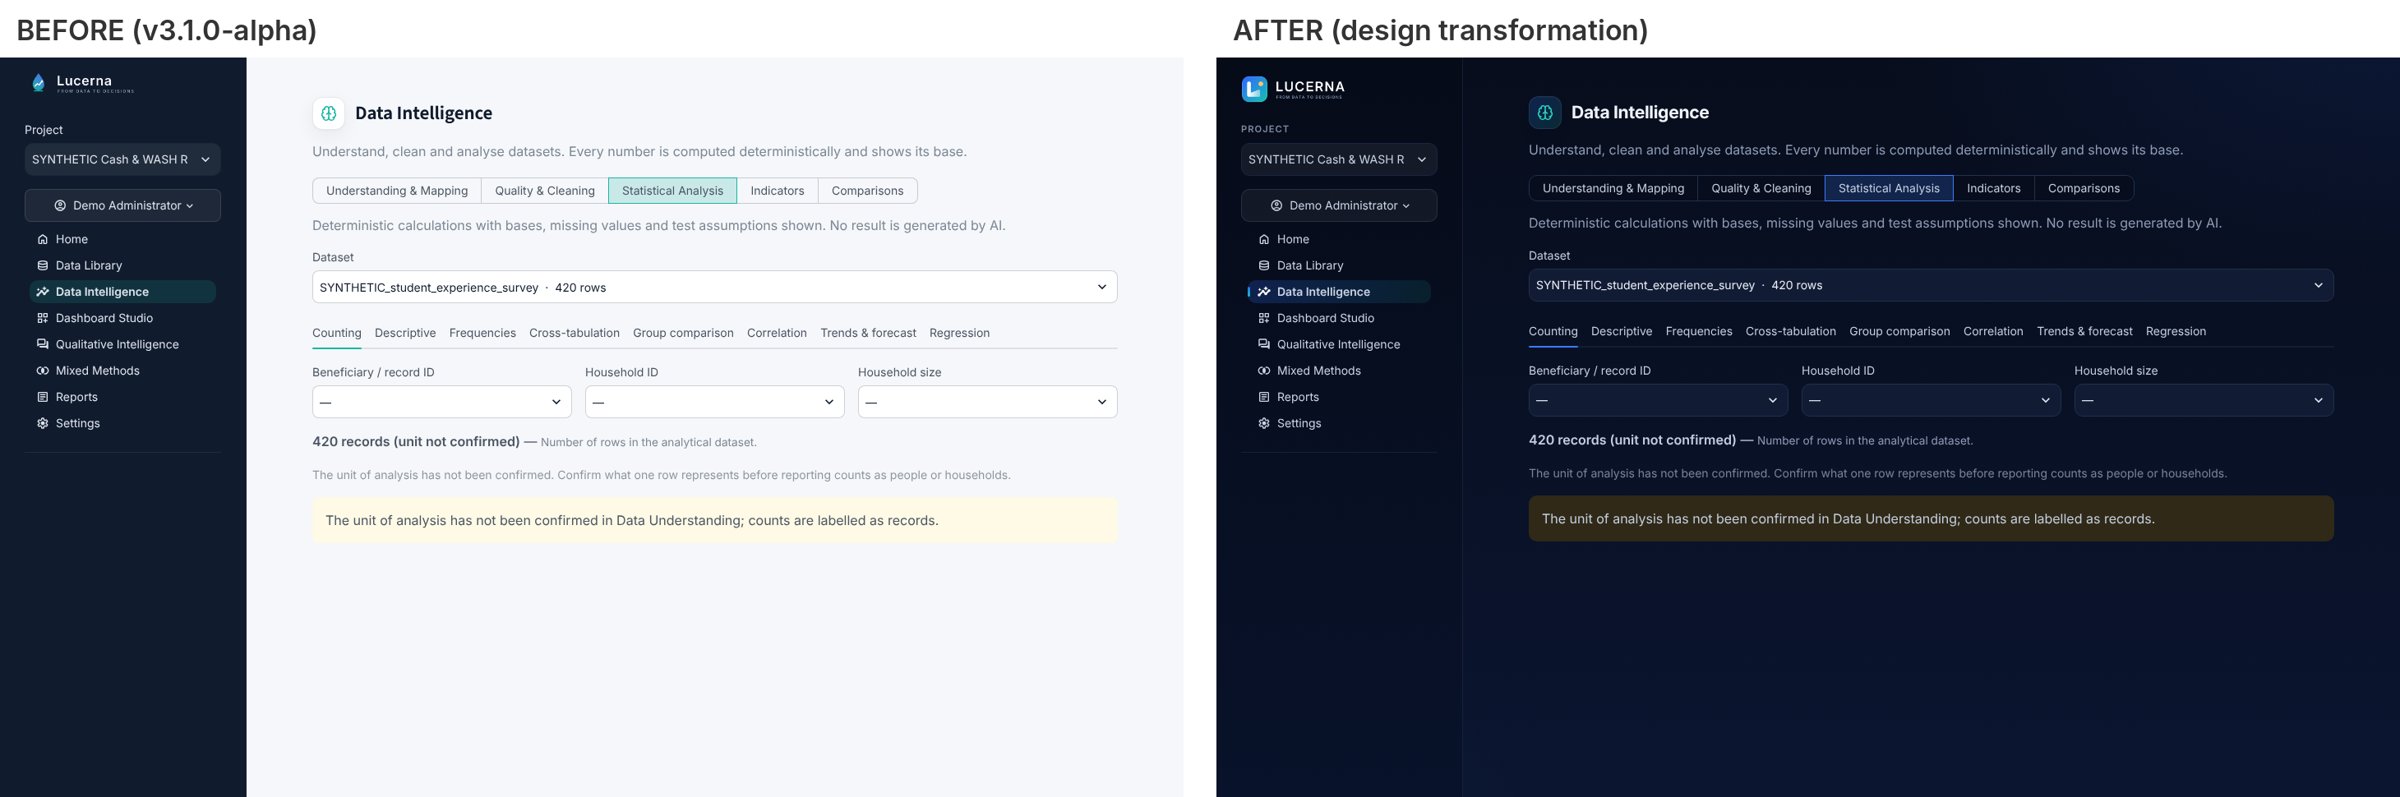 BEFORE (v3.1.0-alpha)
Lucerna
FROM DATA TO DECISIONS
Project
SYNTHETIC Cash & WASH R
Demo Administrator
Home
Data Library
Data Intelligence
Dashboard Studio
Qualitative Intelligence
Mixed Methods
Reports
Settings
Data Intelligence
Understand, clean and analyse datasets. Every number is computed deterministically and shows its base.
Understanding & Mapping Quality & Cleaning Statistical Analysis Indicators Comparisons
Deterministic calculations with bases, missing values and test assumptions shown. No result is generated by AI.
Dataset
SYNTHETIC_student_experience_survey · 420 rows
Counting Descriptive Frequencies Cross-tabulation Group comparison Correlation Trends & forecast Regression
Beneficiary / record ID Household ID Household size
— — —
420 records (unit not confirmed) — Number of rows in the analytical dataset.
The unit of analysis has not been confirmed. Confirm what one row represents before reporting counts as people or households.
The unit of analysis has not been confirmed in Data Understanding; counts are labelled as records.
AFTER (design transformation)
LUCERNA
FROM DATA TO DECISIONS
PROJECT
SYNTHETIC Cash & WASH R
Demo Administrator
Home
Data Library
Data Intelligence
Dashboard Studio
Qualitative Intelligence
Mixed Methods
Reports
Settings
Data Intelligence
Understand, clean and analyse datasets. Every number is computed deterministically and shows its base.
Understanding & Mapping Quality & Cleaning Statistical Analysis Indicators Comparisons
Deterministic calculations with bases, missing values and test assumptions shown. No result is generated by AI.
Dataset
SYNTHETIC_student_experience_survey · 420 rows
Counting Descriptive Frequencies Cross-tabulation Group comparison Correlation Trends & forecast Regression
Beneficiary / record ID Household ID Household size
— — —
420 records (unit not confirmed) — Number of rows in the analytical dataset.
The unit of analysis has not been confirmed. Confirm what one row represents before reporting counts as people or households.
The unit of analysis has not been confirmed in Data Understanding; counts are labelled as records.